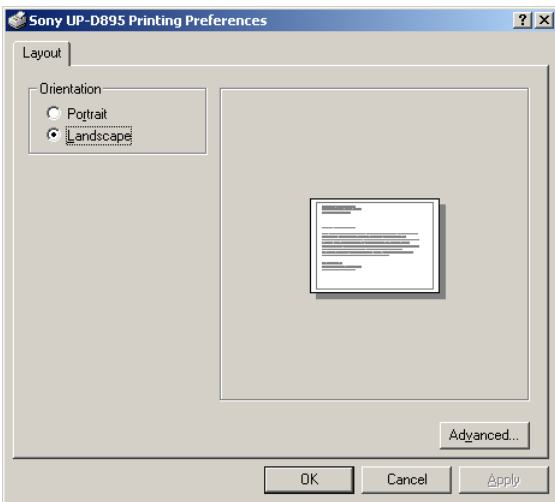 Sony UP-D895 Printing Preferences
Layout
Orientation
Portrait
Landscape
Advanced...
OK Cancel Apply